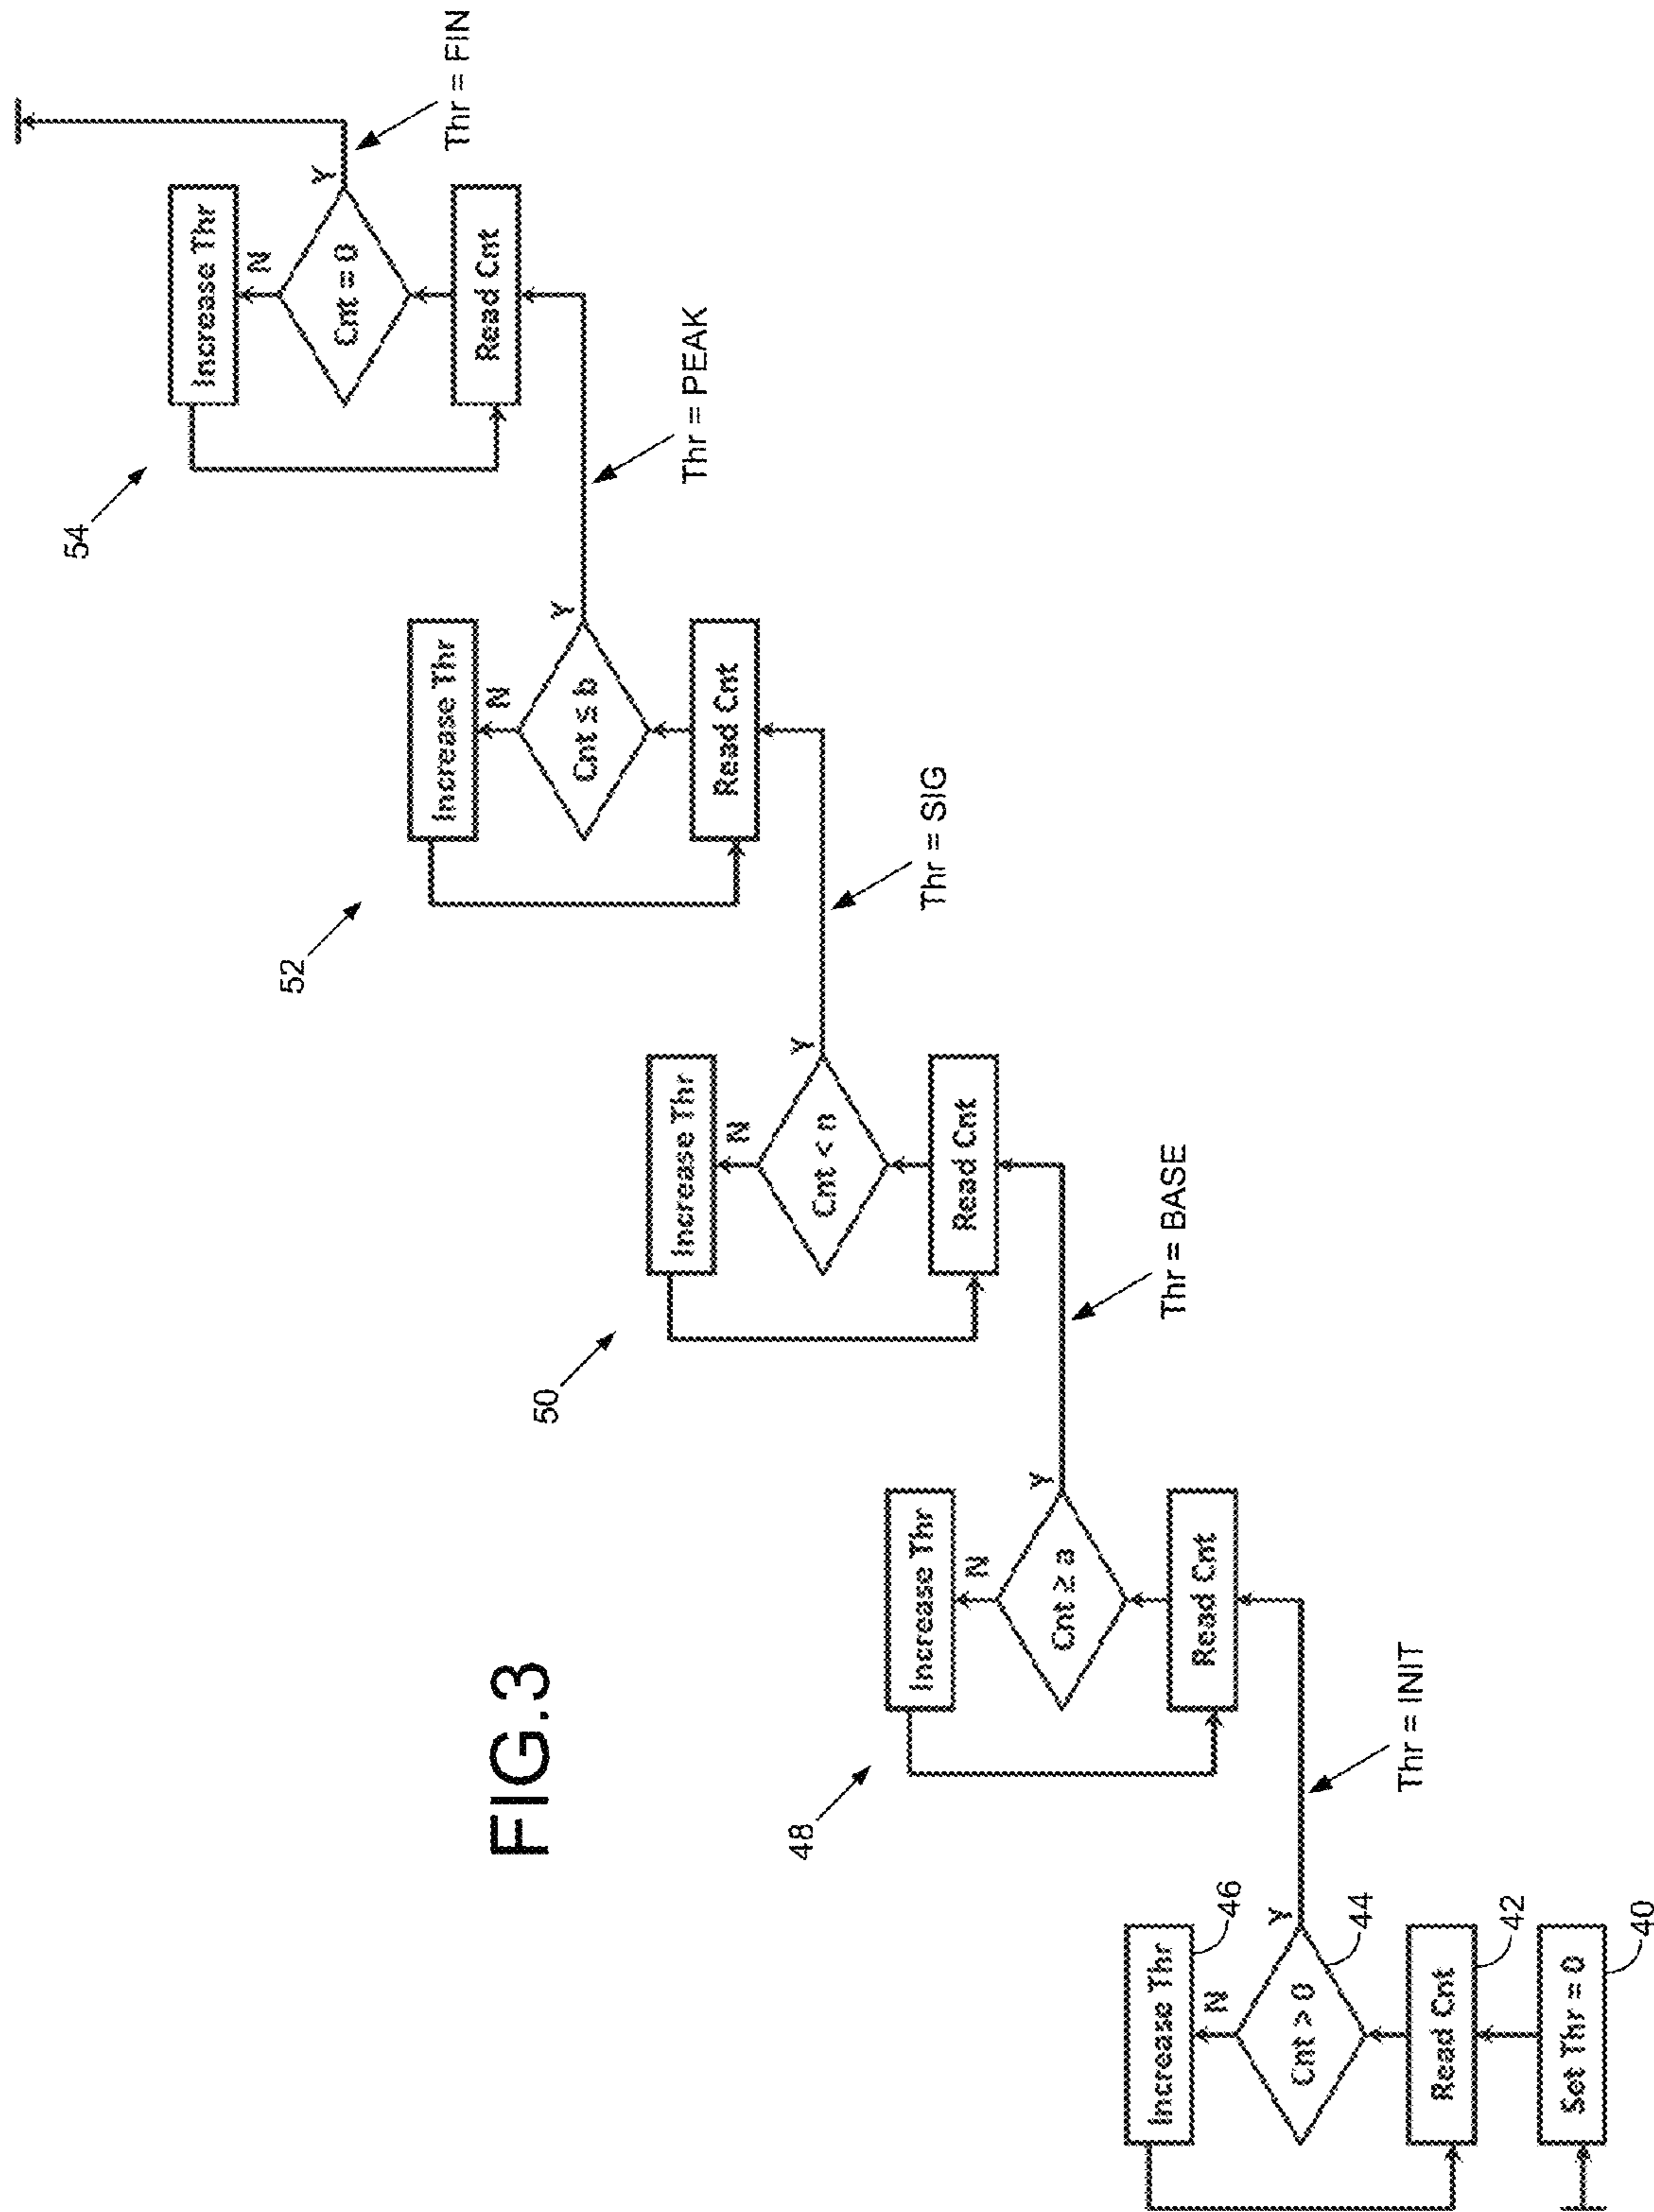 FIG.3
Set Thr = 0
40
Read Cnt
42
Cnt > 0
44
Y
N
Increase Thr
46
Thr = INIT
48
Read Cnt
Cnt ≥ a
Y
N
Increase Thr
Thr = BASE
50
Read Cnt
Cnt < n
Y
N
Increase Thr
Thr = SIG
52
Read Cnt
Cnt ≤ b
Y
N
Increase Thr
Thr = PEAK
54
Read Cnt
Cnt = 0
Y
N
Increase Thr
Thr = FIN